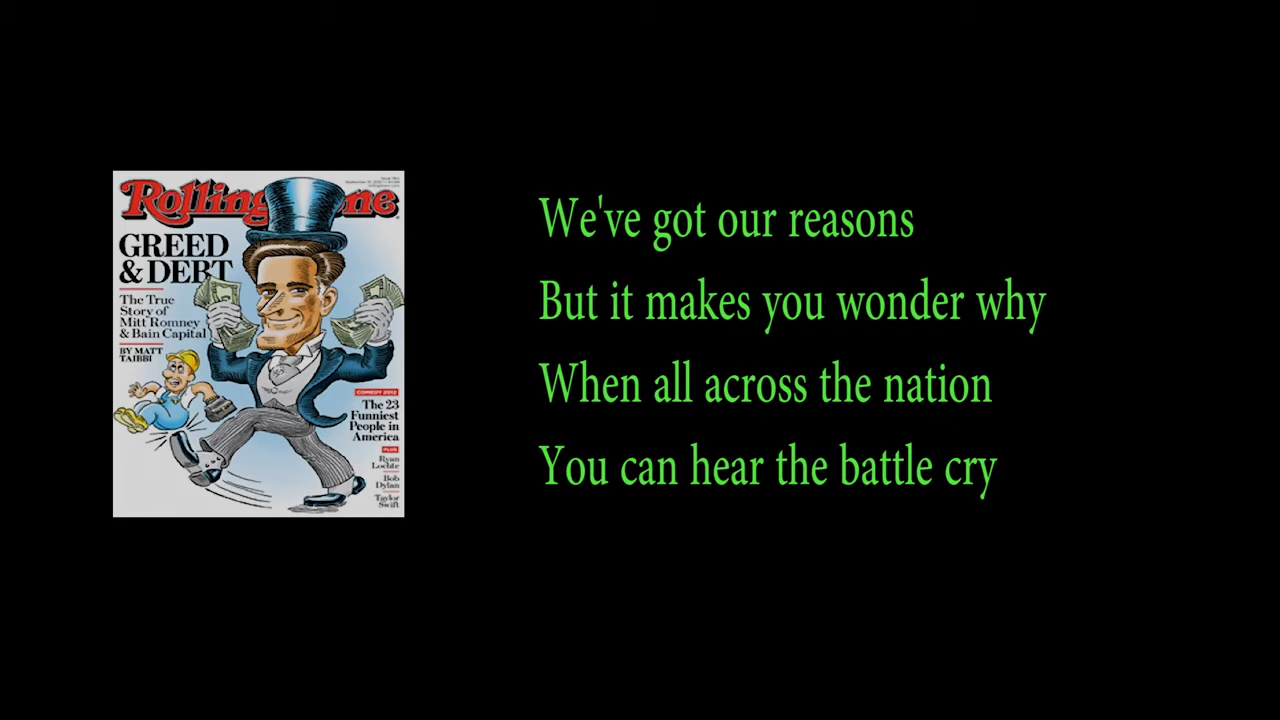 Rolling Stone
GREED
& DEBT
The True
Story of
Mitt Romney
& Bain Capital
BY MATT
TAIBBI
COMEDY 2012
The 23
Funniest
People in
America
PLUS
Ryan
Lochte
Bob
Dylan
Taylor
Swift
We've got our reasons
But it makes you wonder why
When all across the nation
You can hear the battle cry